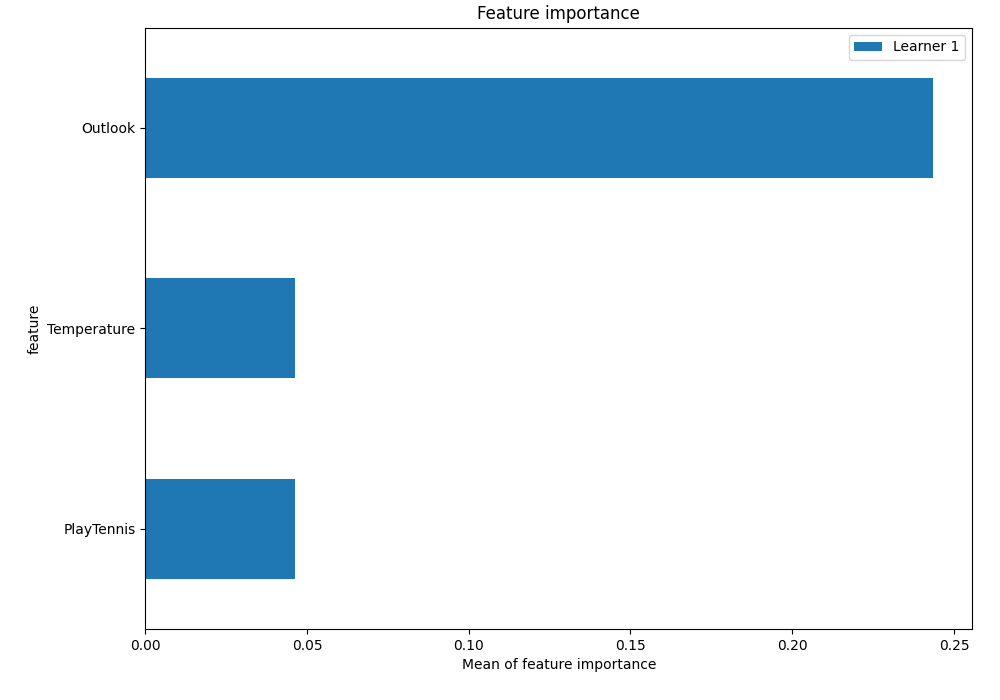 Feature importance
Learner 1
Outlook
Temperature
PlayTennis
feature
0.00 0.05 0.10 0.15 0.20 0.25
Mean of feature importance